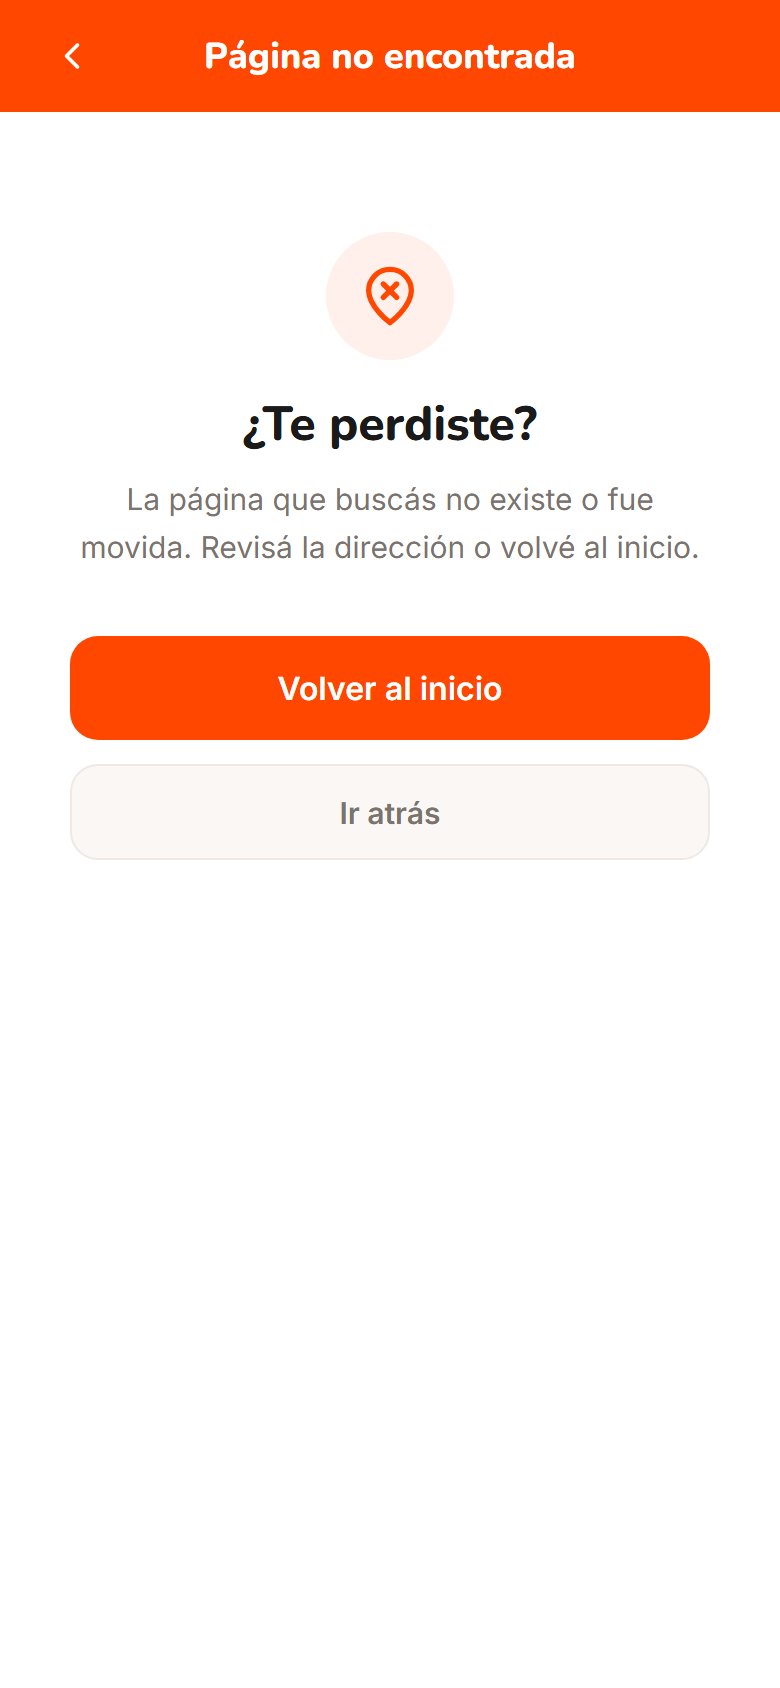 Página no encontrada
¿Te perdiste?
La página que buscás no existe o fue
movida. Revisá la dirección o volvé al inicio.
Volver al inicio
Ir atrás